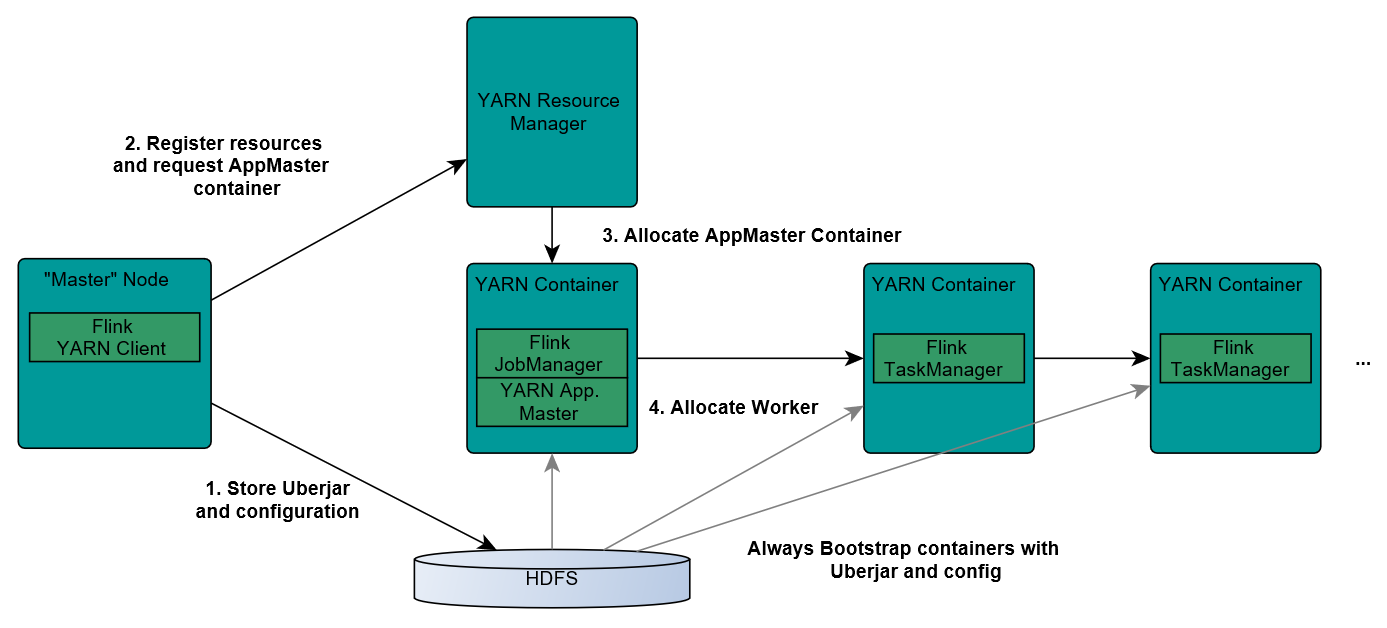 YARN Resource
Manager
2. Register resources
and request AppMaster
container
3. Allocate AppMaster Container
"Master" Node
Flink
YARN Client
YARN Container
Flink
JobManager
YARN App.
Master
YARN Container
Flink
TaskManager
YARN Container
Flink
TaskManager
...
4. Allocate Worker
1. Store Uberjar
and configuration
Always Bootstrap containers with
Uberjar and config
HDFS